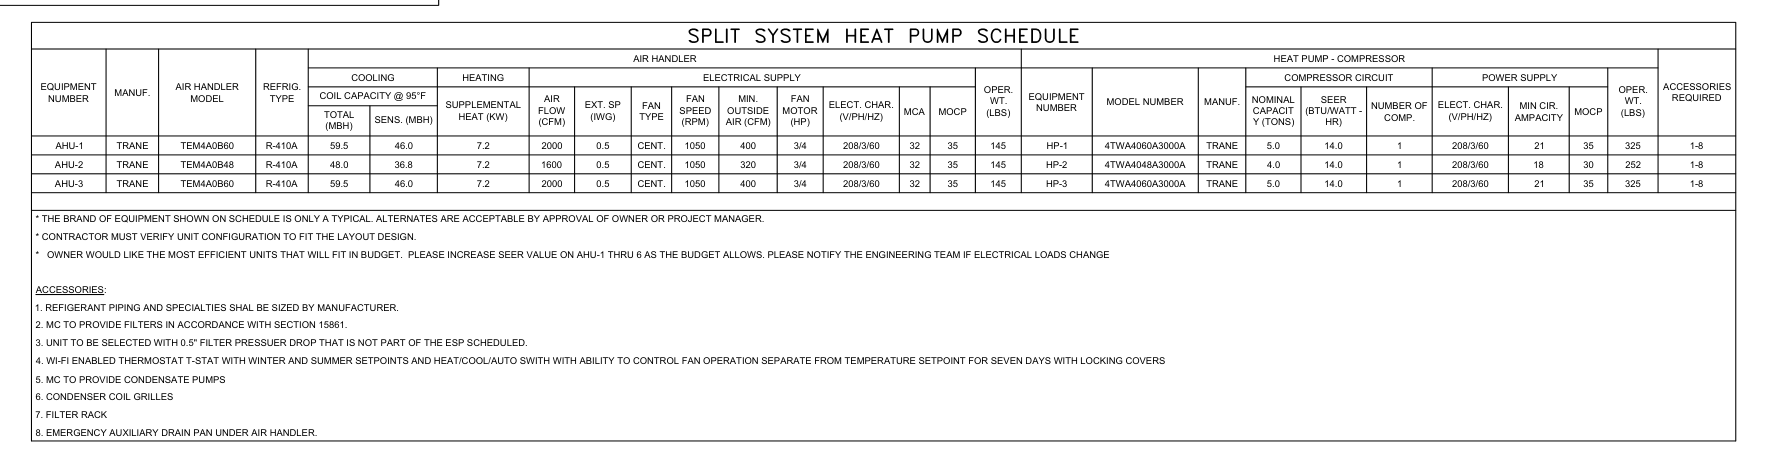 SPLIT SYSTEM HEAT PUMP SCHEDULE
AIR HANDLER HEAT PUMP - COMPRESSOR
EQUIPMENT NUMBER MANUF. AIR HANDLER MODEL REFRIG. TYPE COOLING HEATING ELECTRICAL SUPPLY OPER. WT. (LBS) EQUIPMENT NUMBER MODEL NUMBER MANUF. COMPRESSOR CIRCUIT POWER SUPPLY OPER. WT. (LBS) ACCESSORIES REQUIRED
COIL CAPACITY @ 95°F SUPPLEMENTAL HEAT (KW) AIR FLOW (CFM) EXT. SP (IWG) FAN TYPE FAN SPEED (RPM) MIN. OUTSIDE AIR (CFM) FAN MOTOR (HP) ELECT. CHAR. (V/PH/HZ) MCA MOCP NOMINAL CAPACIT Y (TONS) SEER (BTU/WATT - HR) NUMBER OF COMP. ELECT. CHAR. (V/PH/HZ) MIN CIR. AMPACITY MOCP
TOTAL (MBH) SENS. (MBH)
AHU-1 TRANE TEM4A0B60 R-410A 59.5 46.0 7.2 2000 0.5 CENT. 1050 400 3/4 208/3/60 32 35 145 HP-1 4TWA4060A3000A TRANE 5.0 14.0 1 208/3/60 21 35 325 1-8
AHU-2 TRANE TEM4A0B48 R-410A 48.0 36.8 7.2 1600 0.5 CENT. 1050 320 3/4 208/3/60 32 35 145 HP-2 4TWA4048A3000A TRANE 4.0 14.0 1 208/3/60 18 30 252 1-8
AHU-3 TRANE TEM4A0B60 R-410A 59.5 46.0 7.2 2000 0.5 CENT. 1050 400 3/4 208/3/60 32 35 145 HP-3 4TWA4060A3000A TRANE 5.0 14.0 1 208/3/60 21 35 325 1-8
* THE BRAND OF EQUIPMENT SHOWN ON SCHEDULE IS ONLY A TYPICAL. ALTERNATES ARE ACCEPTABLE BY APPROVAL OF OWNER OR PROJECT MANAGER.
* CONTRACTOR MUST VERIFY UNIT CONFIGURATION TO FIT THE LAYOUT DESIGN.
* OWNER WOULD LIKE THE MOST EFFICIENT UNITS THAT WILL FIT IN BUDGET. PLEASE INCREASE SEER VALUE ON AHU-1 THRU 6 AS THE BUDGET ALLOWS. PLEASE NOTIFY THE ENGINEERING TEAM IF ELECTRICAL LOADS CHANGE
ACCESSORIES:
1. REFIGERANT PIPING AND SPECIALTIES SHAL BE SIZED BY MANUFACTURER.
2. MC TO PROVIDE FILTERS IN ACCORDANCE WITH SECTION 15861.
3. UNIT TO BE SELECTED WITH 0.5" FILTER PRESSUER DROP THAT IS NOT PART OF THE ESP SCHEDULED.
4. WI-FI ENABLED THERMOSTAT T-STAT WITH WINTER AND SUMMER SETPOINTS AND HEAT/COOL/AUTO SWITH WITH ABILITY TO CONTROL FAN OPERATION SEPARATE FROM TEMPERATURE SETPOINT FOR SEVEN DAYS WITH LOCKING COVERS
5. MC TO PROVIDE CONDENSATE PUMPS
6. CONDENSER COIL GRILLES
7. FILTER RACK
8. EMERGENCY AUXILIARY DRAIN PAN UNDER AIR HANDLER.